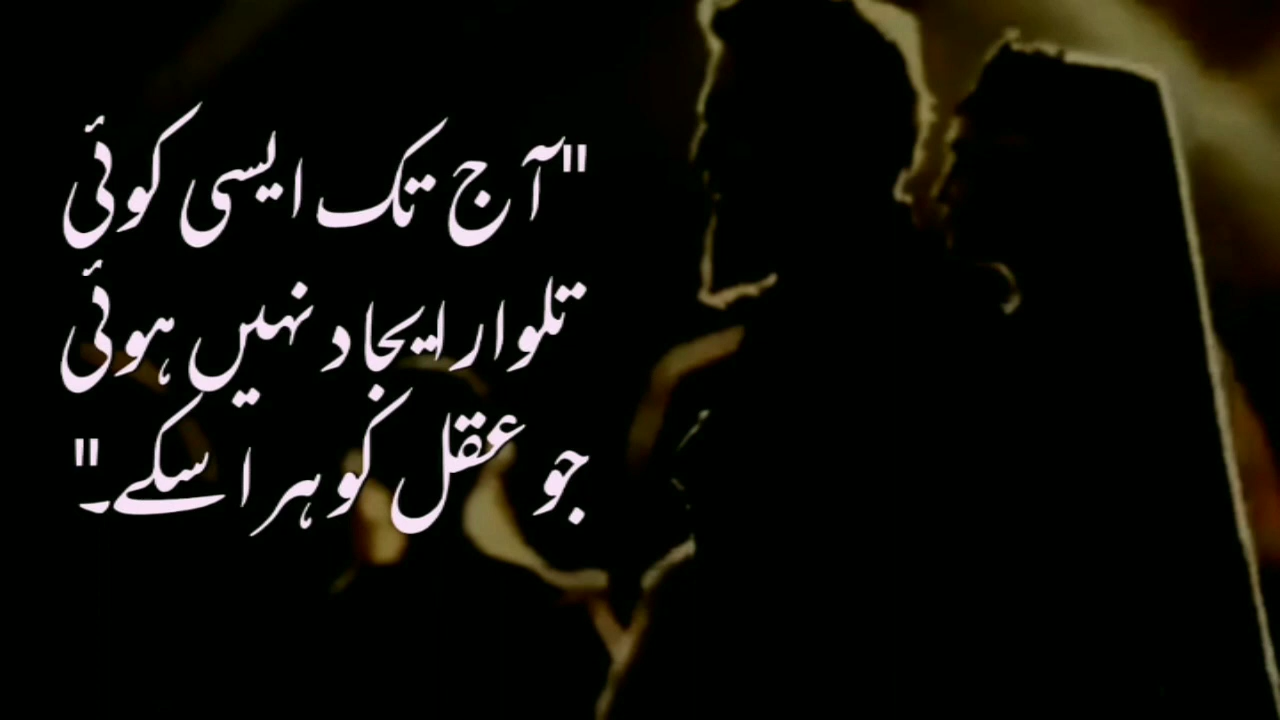 "آج تک ایسی کوئی
تلوار ایجاد نہیں ہوئی
جو عقل کو ہرا سکے۔"